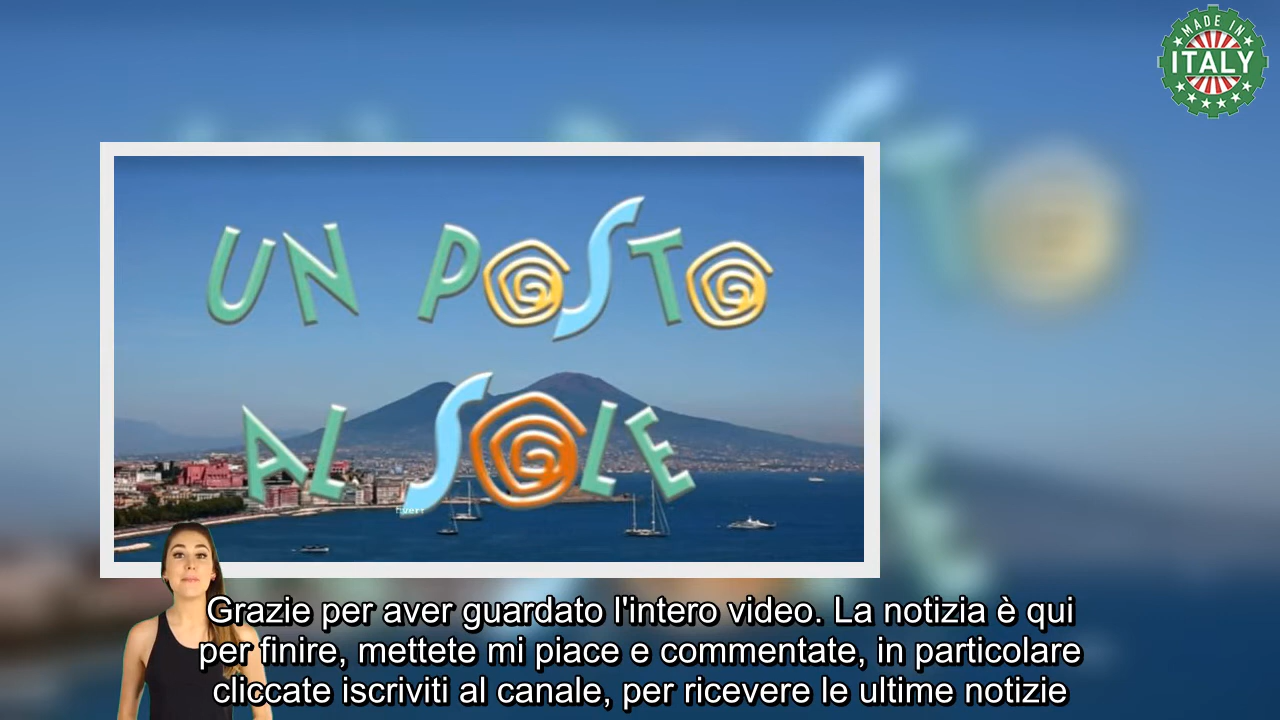 MADE IN
ITALY
UN POSTO
AL SOLE
Grazie per aver guardato l'intero video. La notizia è qui
per finire, mettete mi piace e commentate, in particolare
cliccate iscriviti al canale, per ricevere le ultime notizie